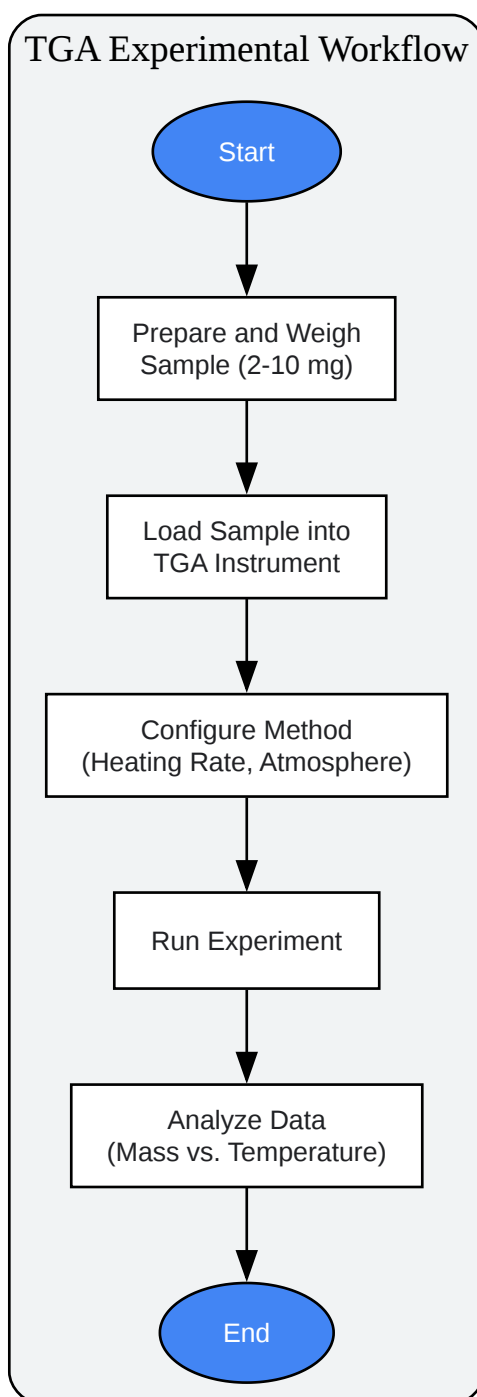 TGA Experimental Workflow
Start
Prepare and Weigh
Sample (2-10 mg)
Load Sample into
TGA Instrument
Configure Method
(Heating Rate, Atmosphere)
Run Experiment
Analyze Data
(Mass vs. Temperature)
End